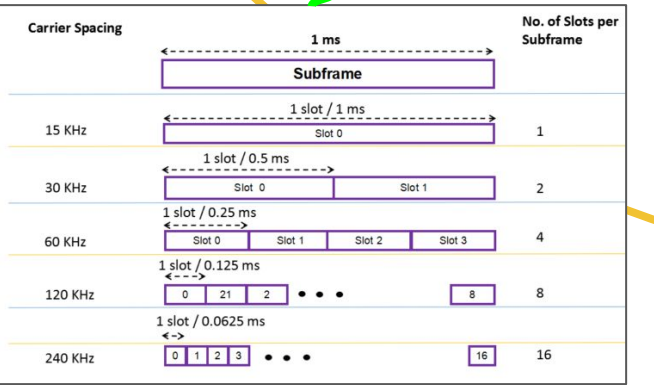 Carrier Spacing
1 ms
No. of Slots per
Subframe
Subframe
1 slot / 1 ms
15 KHz
Slot 0
1
1 slot / 0.5 ms
30 KHz
Slot 0
Slot 1
2
1 slot / 0.25 ms
60 KHz
Slot 0
Slot 1
Slot 2
Slot 3
4
1 slot / 0.125 ms
120 KHz
0
21
2
8
8
1 slot / 0.0625 ms
240 KHz
0
1
2
3
16
16